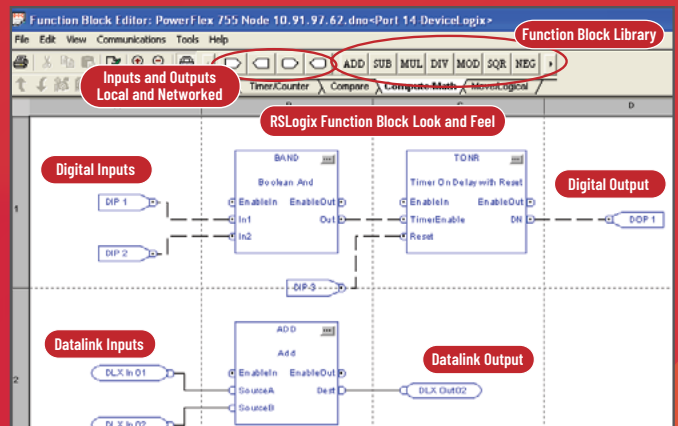 Function Block Editor: PowerFlex 755 Node 10.91.97.62.dno<Port 14-DeviceLogix>
File Edit View Communications Tools Help
Function Block Library
ADD SUB MUL DIV MOD SQR NEG
Inputs and Outputs
Local and Networked
Timer/Counter Compare Compute Math Move/Logical
B C D
RSLogix Function Block Look and Feel
Digital Inputs
BAND
TONR
Boolean And
Timer On Delay with Reset
Digital Output
EnableIn EnableOut
EnableIn EnableOut
1
DIP 1
In1 Out
TimerEnable DN
DOP 1
In2
Reset
DIP 2
DIP 3
Datalink Inputs
ADD
Add
Datalink Output
EnableIn EnableOut
2
DLX In 01
SourceA Dest
DLX Out02
SourceB
DLX In 02